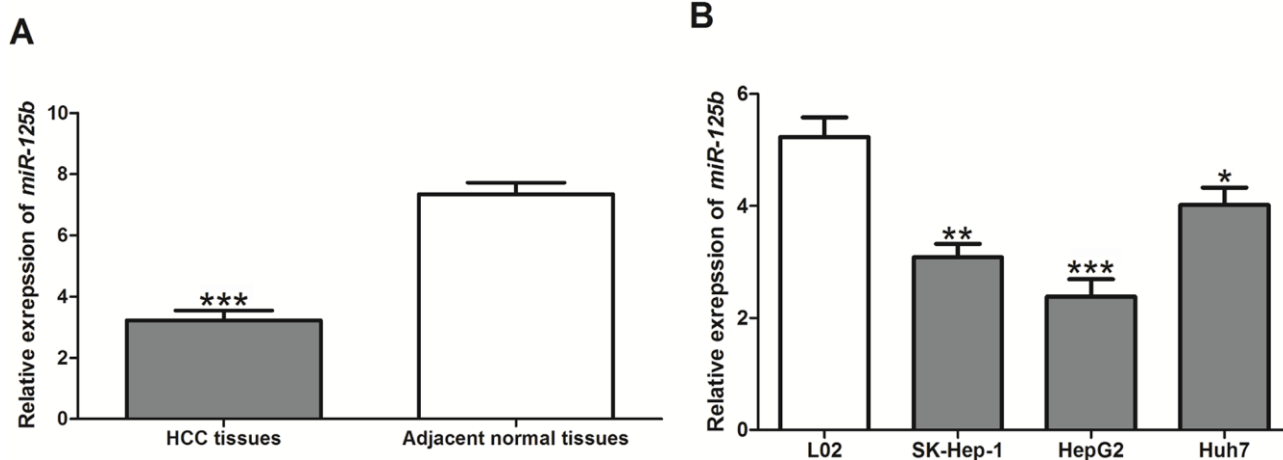 A
Relative exrepssion of miR-125b
10
8
6
4
2
0
***
HCC tissues
Adjacent normal tissues
B
Relative exrepssion of miR-125b
6
4
2
0
**
***
*
L02
SK-Hep-1
HepG2
Huh7